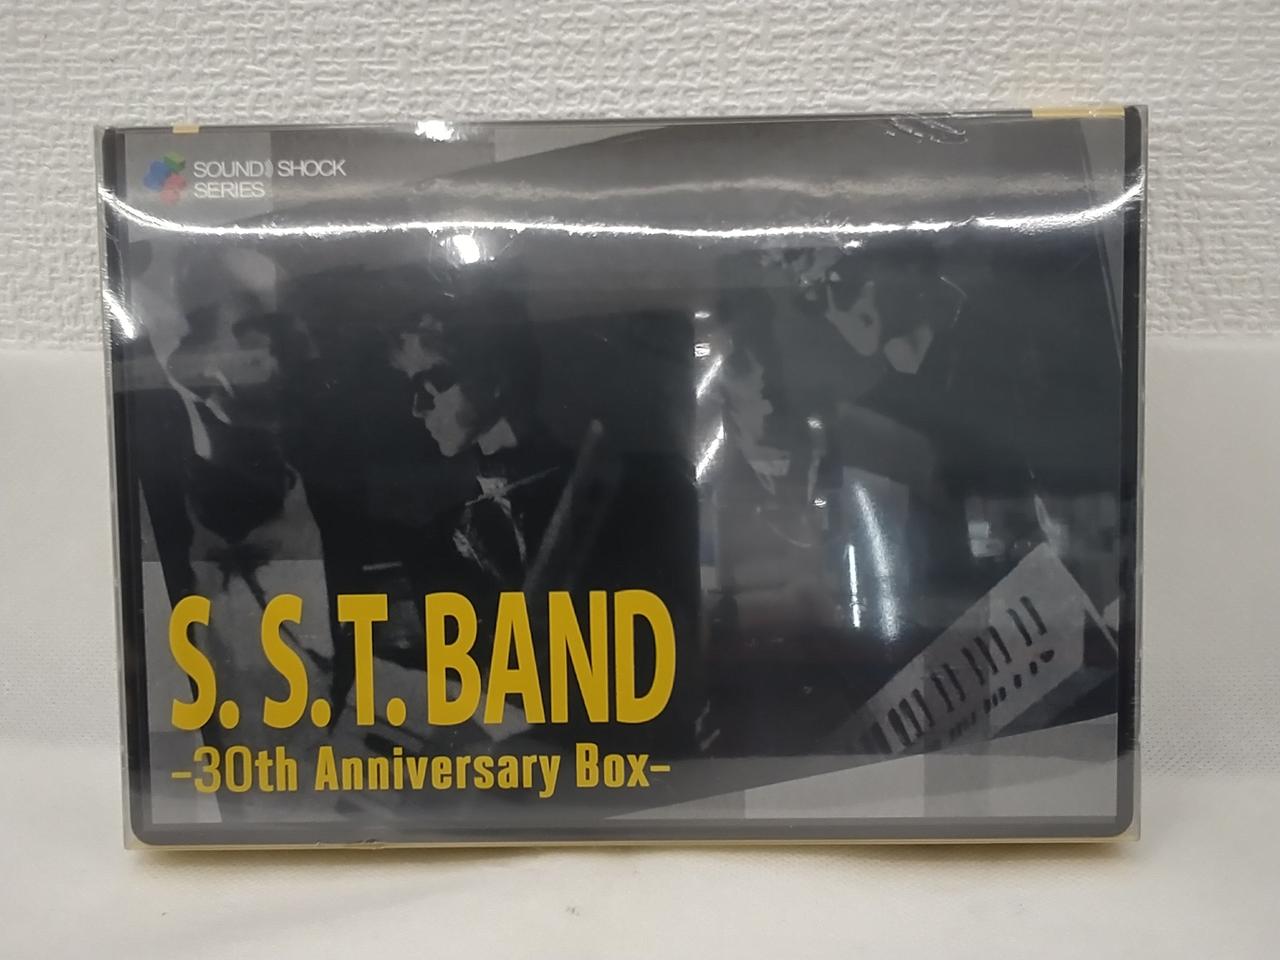 SOUND SHOCK
SERIES
S. S.T. BAND
-30th Anniversary Box-